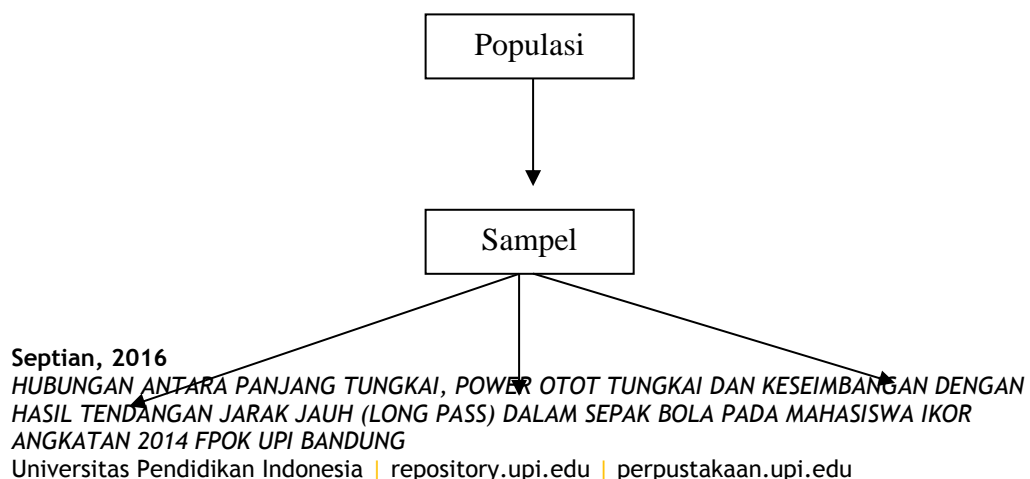 Populasi
Sampel
Septian, 2016
HUBUNGAN ANTARA PANJANG TUNGKAI, POWER OTOT TUNGKAI DAN KESEIMBANGAN DENGAN
HASIL TENDANGAN JARAK JAUH (LONG PASS) DALAM SEPAK BOLA PADA MAHASISWA IKOR
ANGKATAN 2014 FPOK UPI BANDUNG
Universitas Pendidikan Indonesia | repository.upi.edu | perpustakaan.upi.edu